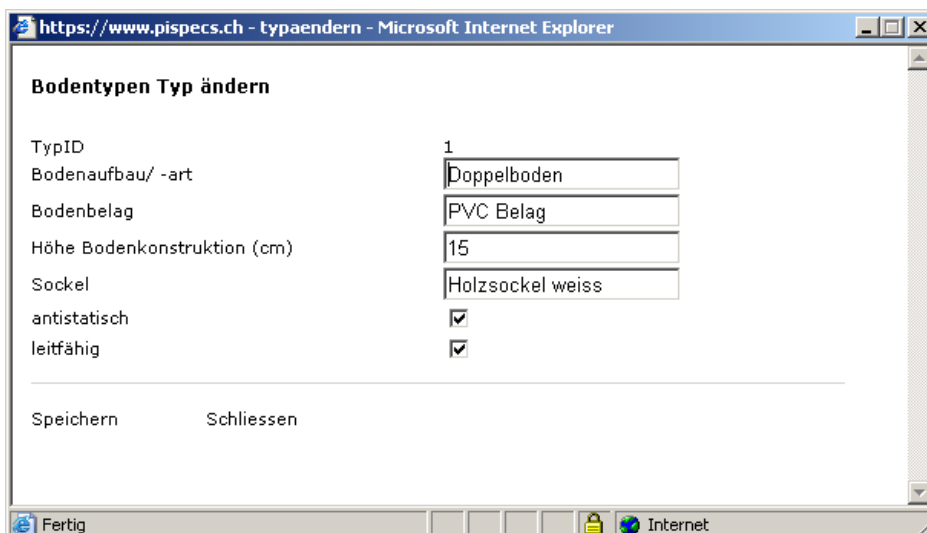 https://www.pispecs.ch - typaendern - Microsoft Internet Explorer
Bodentypen Typ ändern
TypID 1
Bodenaufbau/ -art Doppelboden
Bodenbelag PVC Belag
Höhe Bodenkonstruktion (cm) 15
Sockel Holzsockel weiss
antistatisch
leitfähig
Speichern Schliessen
Fertig Internet